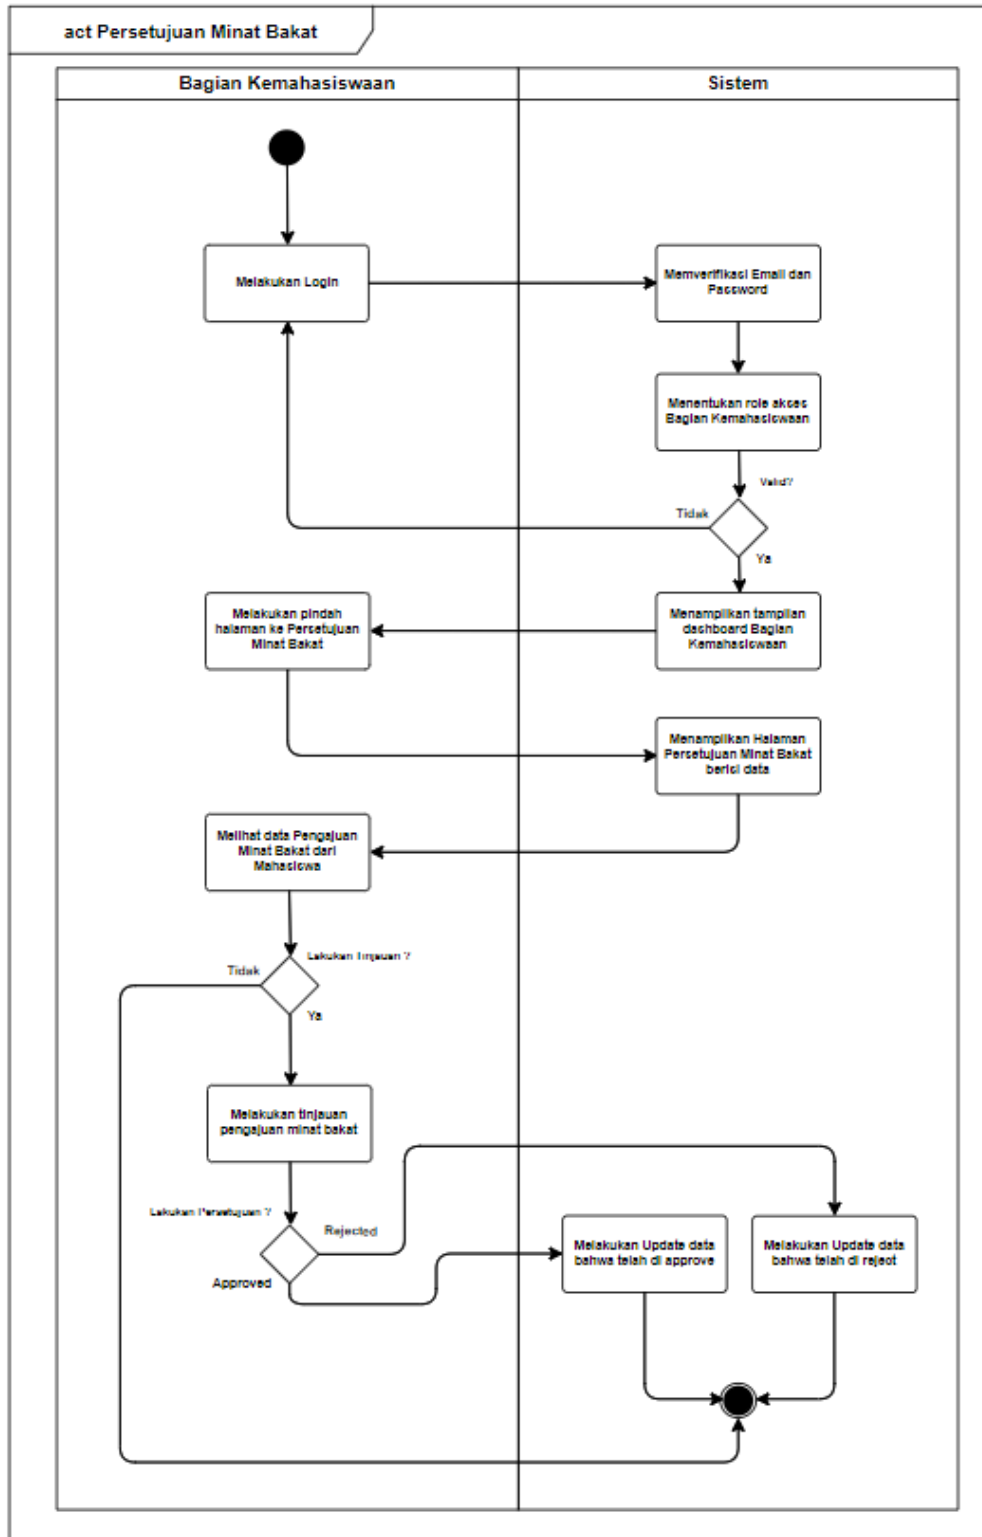 act Persetujuan Minat Bakat
Bagian Kemahasiswaan
Sistem
Melakukan Login
Memverifikasi Email dan
Password
Menentukan role akses
Bagian Kemahasiswaan
Valid?
Tidak
Ya
Melakukan pindah
halaman ke Persetujuan
Minat Bakat
Menampilkan tampilan
dashboard Bagian
Kemahasiswaan
Menampilkan Halaman
Persetujuan Minat Bakat
berisi data
Melihat data Pengajuan
Minat Bakat dari
Mahasiswa
Lakukan Tinjauan ?
Tidak
Ya
Melakukan tinjauan
pengajuan minat bakat
Lakukan Persetujuan ?
Rejected
Approved
Melakukan Update data
bahwa telah di approve
Melakukan Update data
bahwa telah di reject